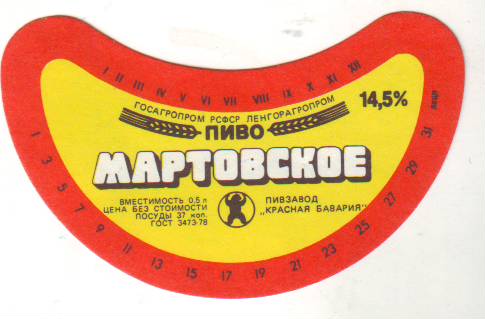 I II III IV V VI VII VIII IX X XI XII
ГОСАГРОПРОМ РСФСР ЛЕНГОРАГРОПРОМ
14,5%
ПИВО
МАРТОВСКОЕ
ВМЕСТИМОСТЬ 0,5 л
ЦЕНА БЕЗ СТОИМОСТИ
ПОСУДЫ 37 коп.
ГОСТ 3473-78
ПИВЗАВОД
„КРАСНАЯ БАВАРИЯ"
1 3 5 7 9 11 13 15 17 19 21 23 25 27 29 31